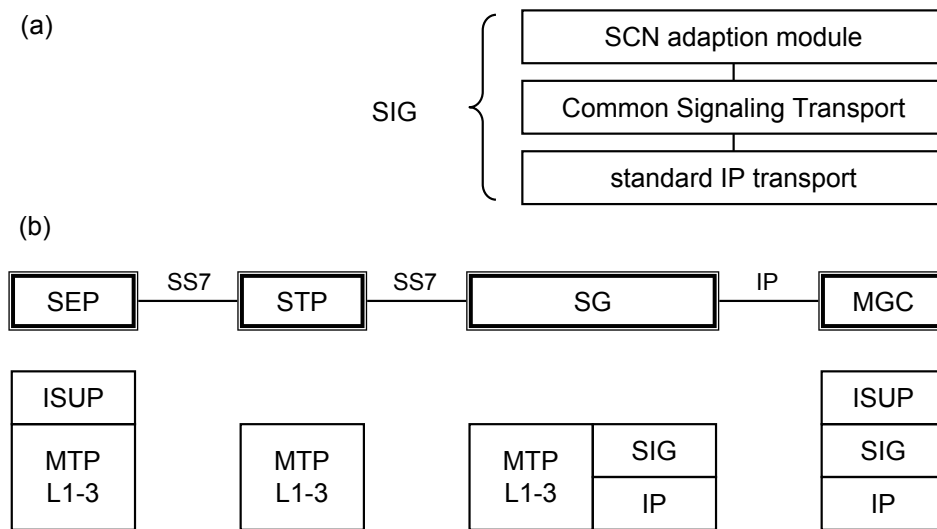 (a)
SCN adaption module
SIG
Common Signaling Transport
standard IP transport
(b)
SEP
SS7
STP
SS7
SG
IP
MGC
ISUP
MTP
L1-3
MTP
L1-3
MTP
L1-3
SIG
IP
ISUP
SIG
IP